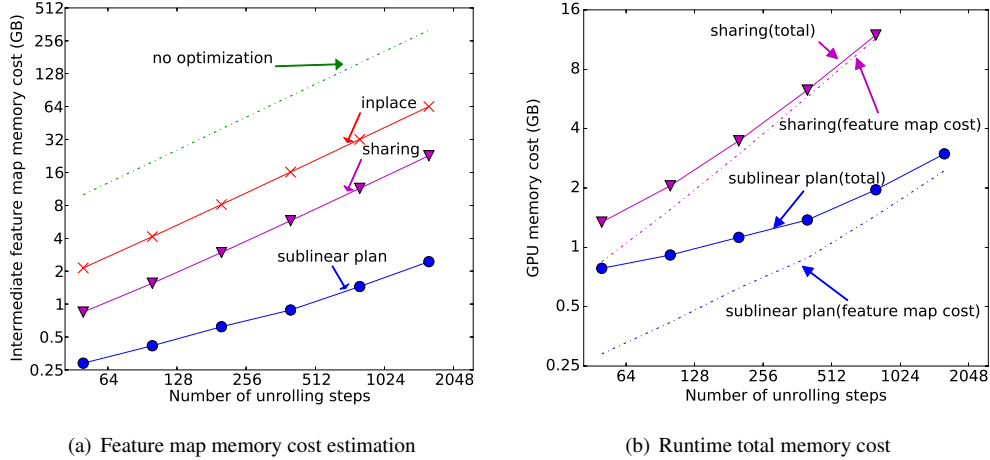 Intermediate feature map memory cost (GB)
512
256
128
64
32
16
8
4
2
1
0.5
0.25
no optimization
inplace
sharing
sublinear plan
64 128 256 512 1024 2048
Number of unrolling steps
(a) Feature map memory cost estimation
GPU memory cost (GB)
16
8
4
2
1
0.5
0.25
sharing(total)
sharing(feature map cost)
sublinear plan(total)
sublinear plan(feature map cost)
64 128 256 512 1024 2048
Number of unrolling steps
(b) Runtime total memory cost